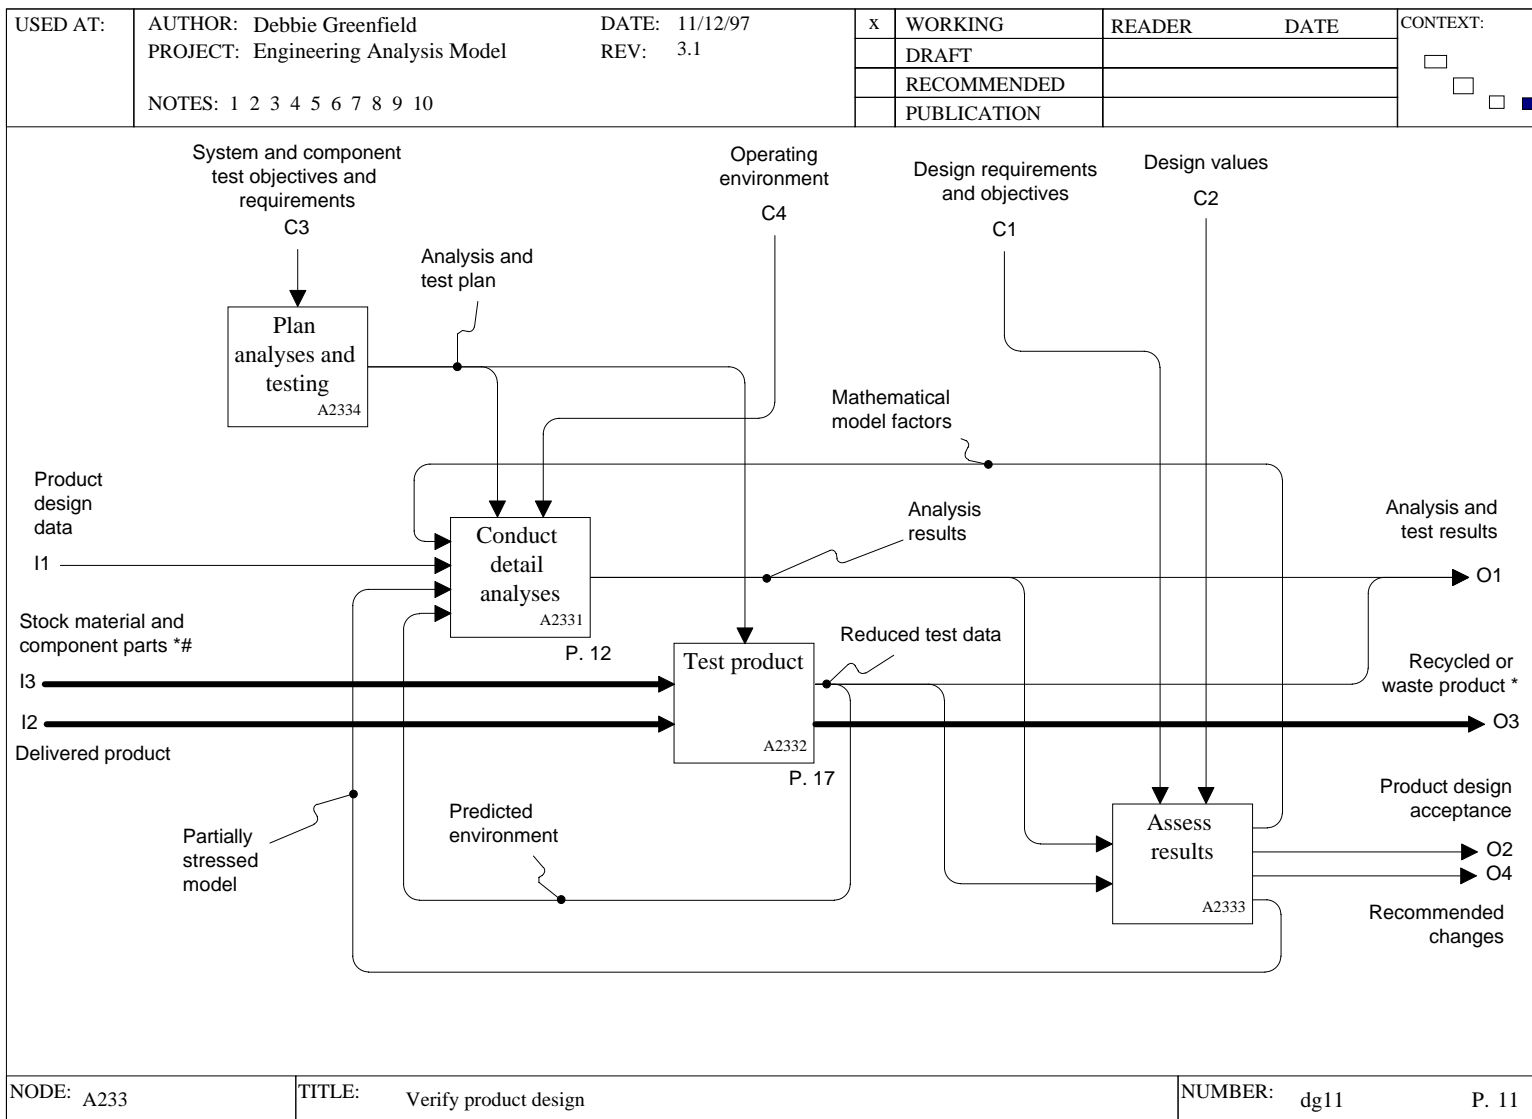 USED AT:
AUTHOR: Debbie Greenfield
DATE: 11/12/97
PROJECT: Engineering Analysis Model
REV: 3.1
NOTES: 1 2 3 4 5 6 7 8 9 10
x WORKING
DRAFT
RECOMMENDED
PUBLICATION
READER DATE
CONTEXT:
System and component
test objectives and
requirements
C3
Operating
environment
C4
Design requirements
and objectives
C1
Design values
C2
Analysis and
test plan
Plan
analyses and
testing
A2334
Mathematical
model factors
Product
design
data
I1
Conduct
detail
analyses
A2331
P. 12
Analysis
results
Analysis and
test results
O1
Stock material and
component parts *#
I3
I2
Delivered product
Test product
A2332
P. 17
Reduced test data
Recycled or
waste product *
O3
Partially
stressed
model
Predicted
environment
Assess
results
A2333
Product design
acceptance
O2
O4
Recommended
changes
NODE: A233
TITLE: Verify product design
NUMBER: dg11
P. 11